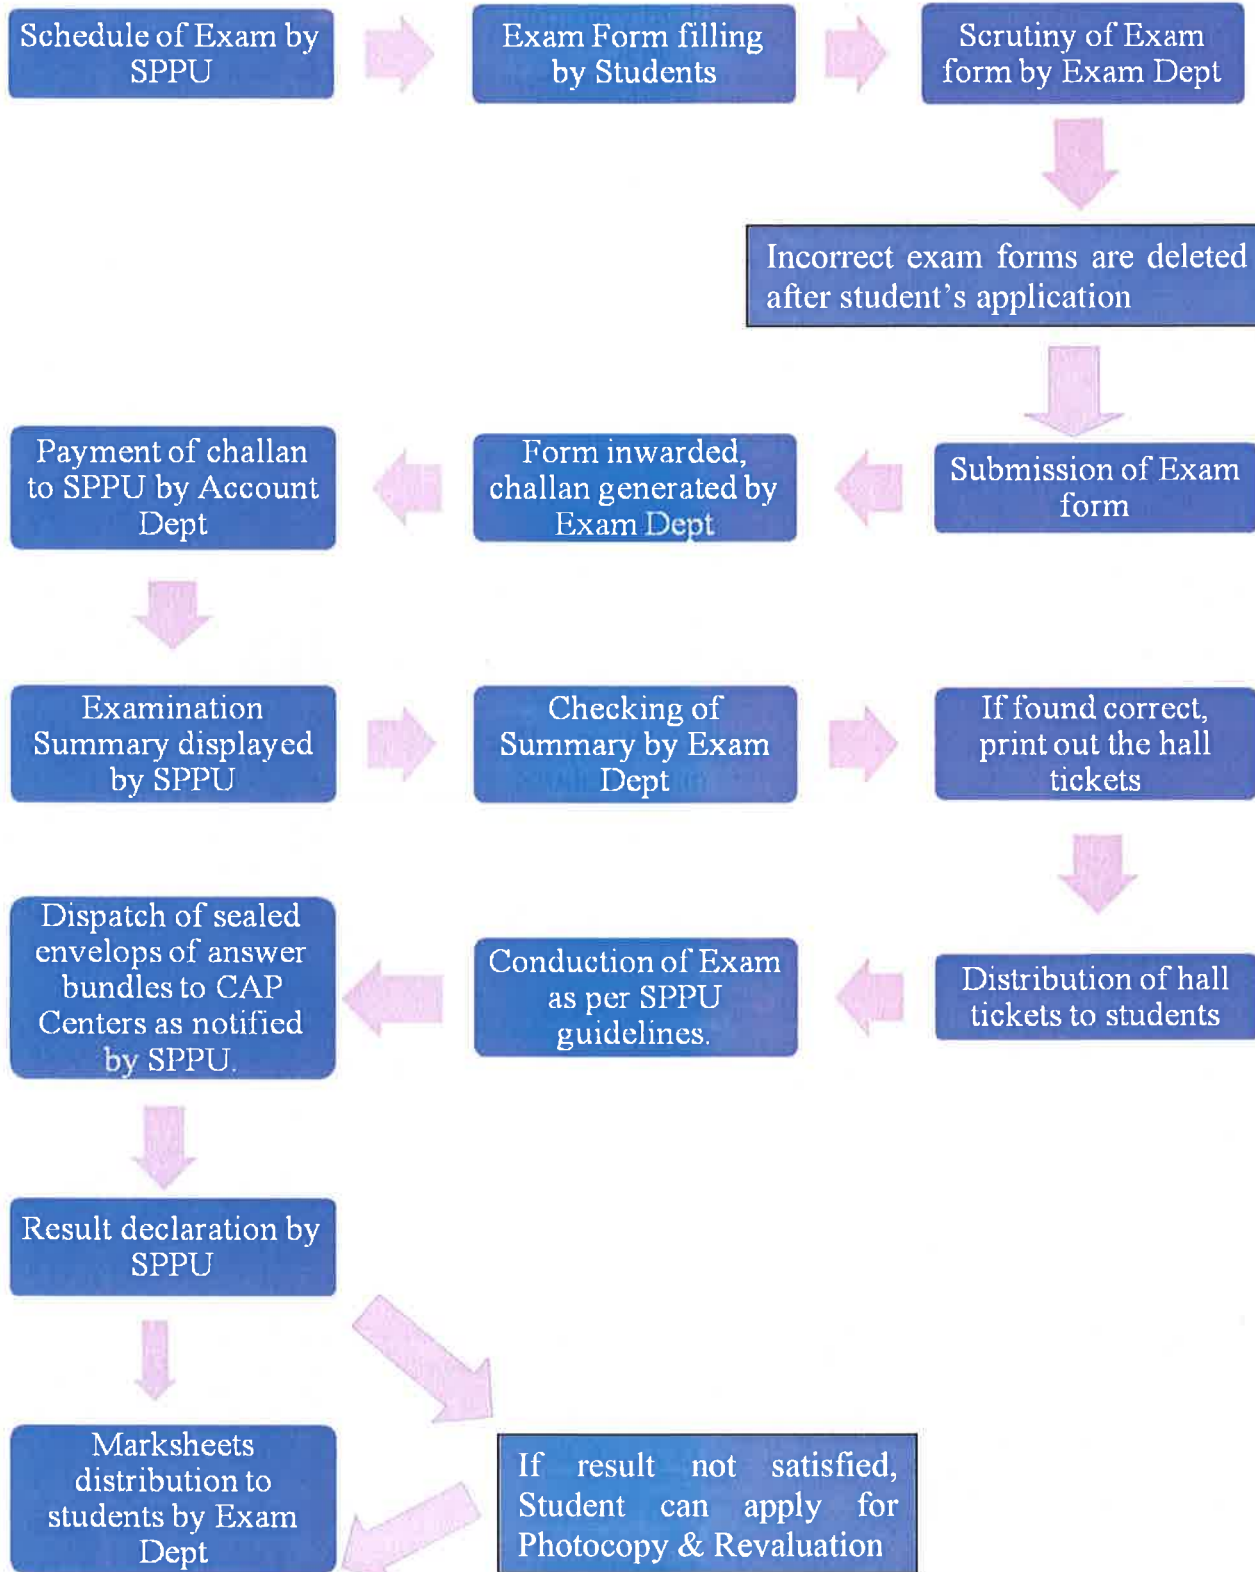 Schedule of Exam by
SPPU
Exam Form filling
by Students
Scrutiny of Exam
form by Exam Dept
Incorrect exam forms are deleted
after student's application
Submission of Exam
form
Form inwarded,
challan generated by
Exam Dept
Payment of challan
to SPPU by Account
Dept
Examination
Summary displayed
by SPPU
Checking of
Summary by Exam
Dept
If found correct,
print out the hall
tickets
Distribution of hall
tickets to students
Conduction of Exam
as per SPPU
guidelines.
Dispatch of sealed
envelops of answer
bundles to CAP
Centers as notified
by SPPU.
Result declaration by
SPPU
Marksheets
distribution to
students by Exam
Dept
If result not satisfied,
Student can apply for
Photocopy & Revaluation